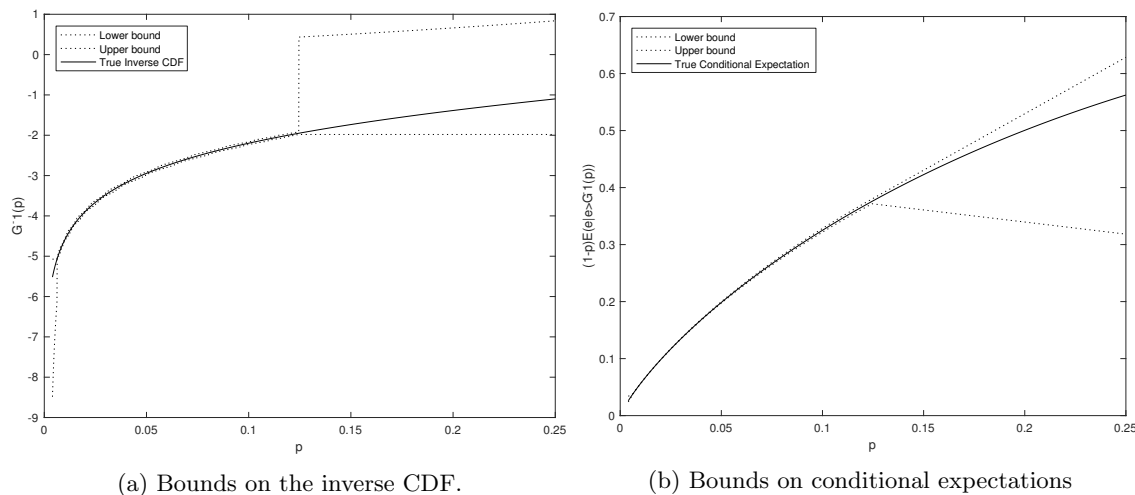 1
0
-1
-2
-3
-4
-5
-6
-7
-8
-9
G^-1(p)
Lower bound
Upper bound
True Inverse CDF
0
0.05
0.1
0.15
0.2
0.25
p
(a) Bounds on the inverse CDF.
0.7
0.6
0.5
0.4
0.3
0.2
0.1
0
(1-p)E(e|e>G^-1(p))
Lower bound
Upper bound
True Conditional Expectation
0
0.05
0.1
0.15
0.2
0.25
p
(b) Bounds on conditional expectations